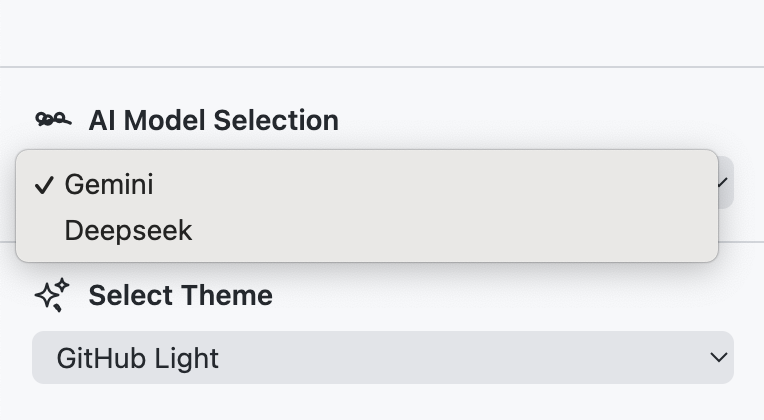 AI Model Selection
✓ Gemini
Deepseek
Select Theme
GitHub Light